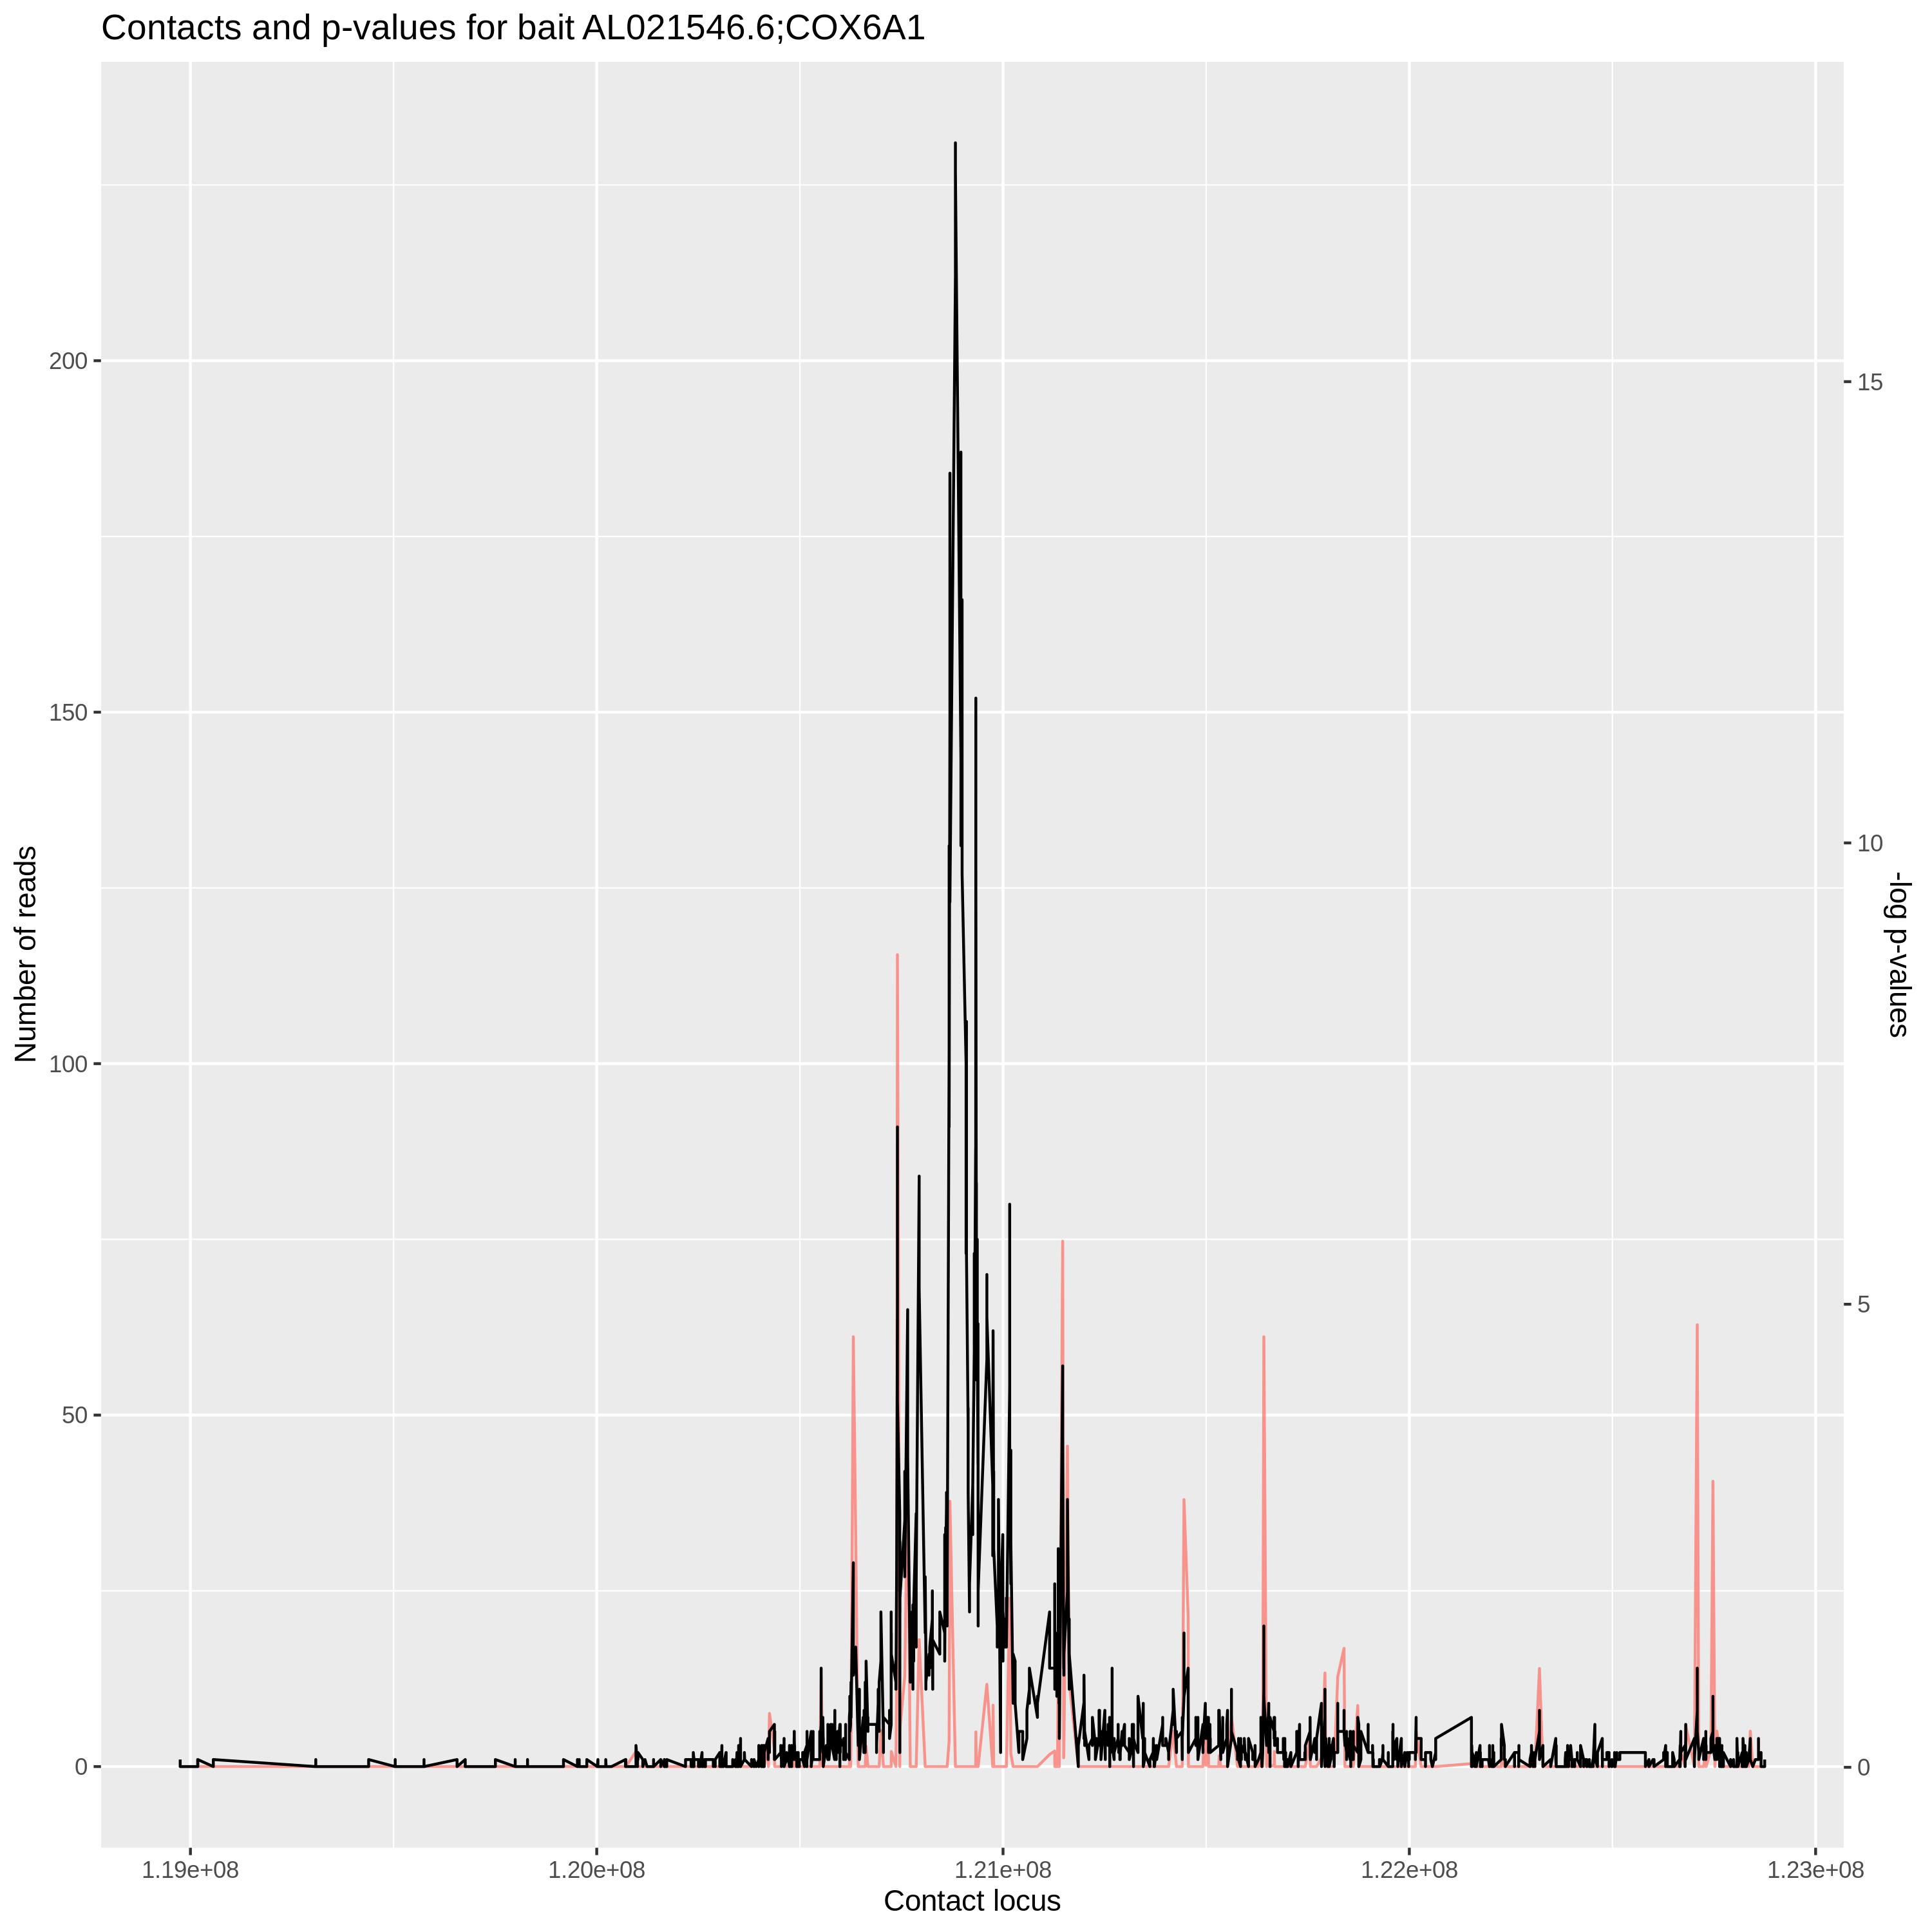 Contacts and p-values for bait AL021546.6;COX6A1
200
150
100
50
0
Number of reads
15
10
5
0
-log p-values
1.19e+08
1.20e+08
1.21e+08
1.22e+08
1.23e+08
Contact locus